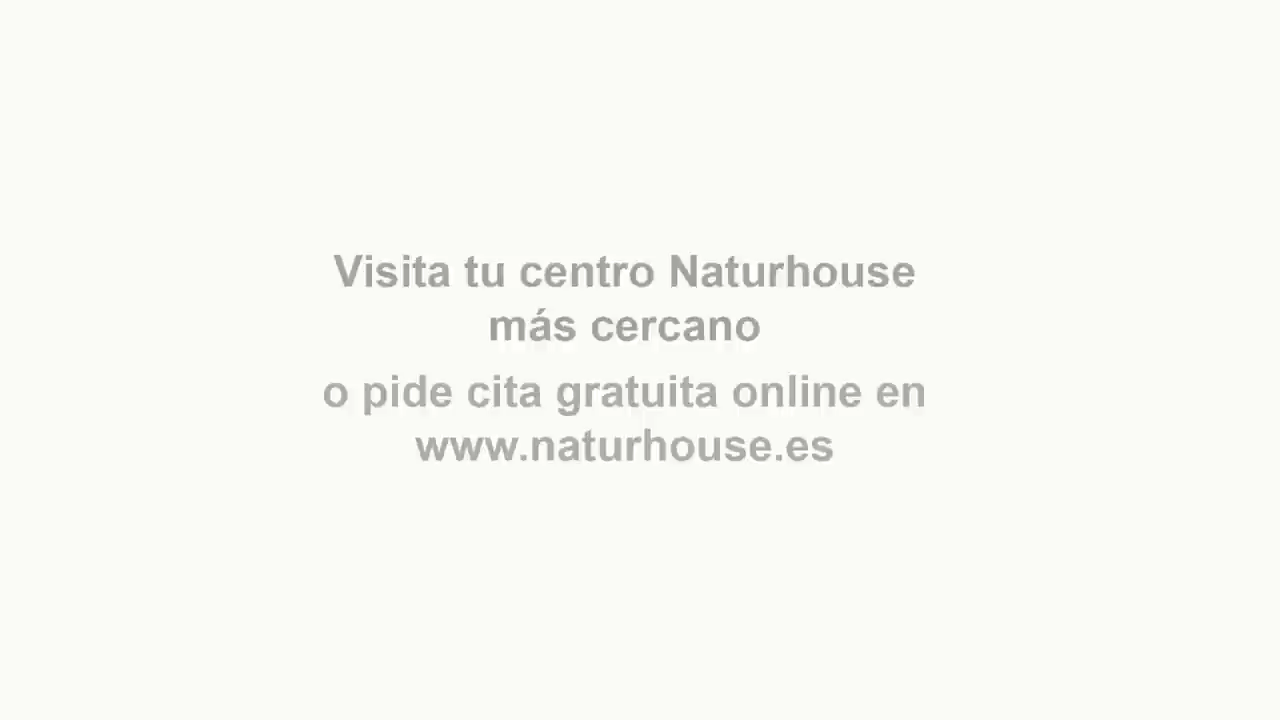 Visita tu centro Naturhouse
más cercano
o pide cita gratuita online en
www.naturhouse.es